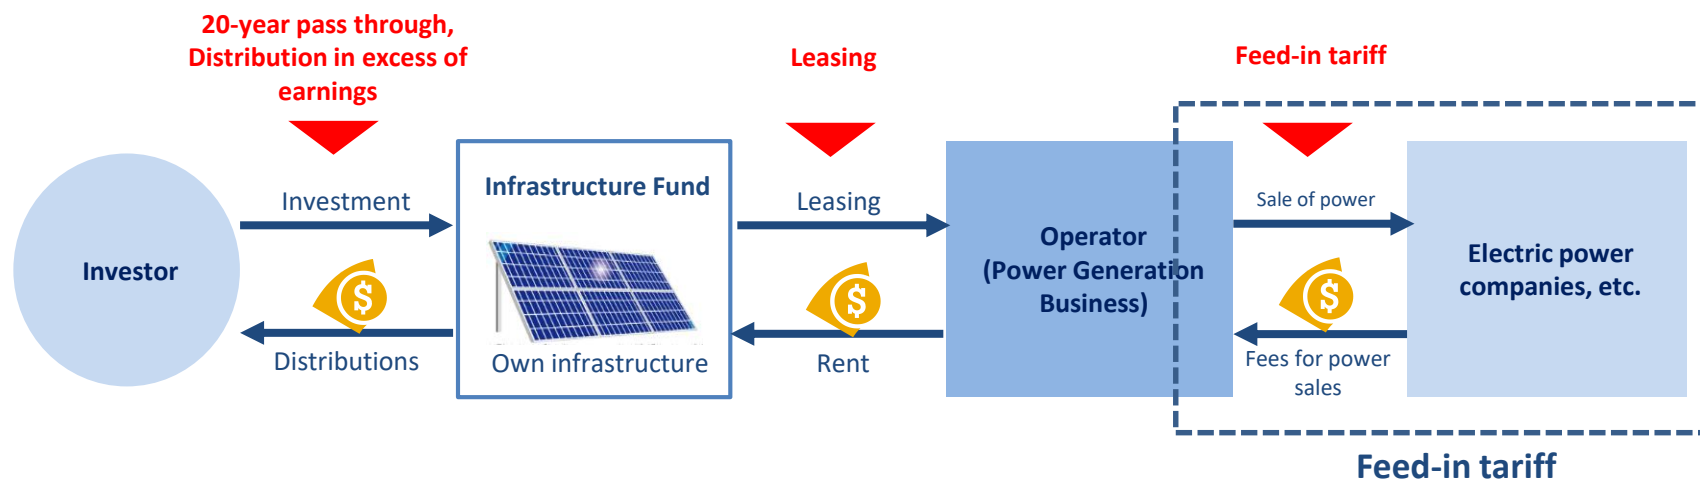 20-year pass through,
Distribution in excess of
earnings
Leasing
Feed-in tariff
Investor
Investment
Distributions
Infrastructure Fund
Own infrastructure
Leasing
Rent
Operator
(Power Generation
Business)
Sale of power
Fees for power
sales
Electric power
companies, etc.
Feed-in tariff